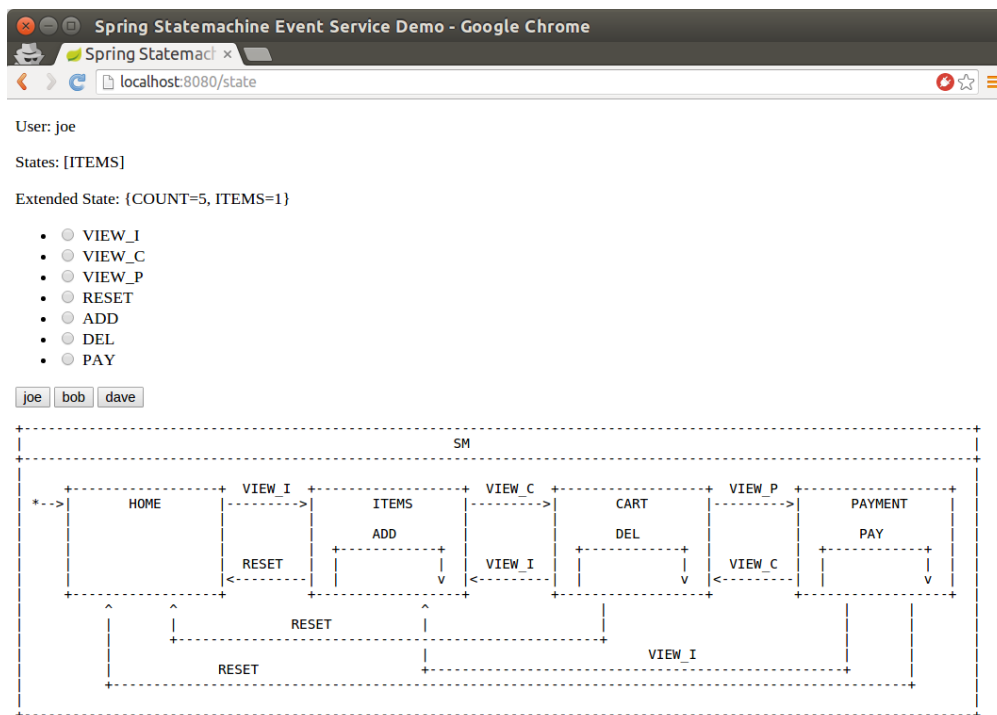 Spring Statemachine Event Service Demo - Google Chrome
Spring Statemach ×
localhost:8080/state
User: joe
States: [ITEMS]
Extended State: {COUNT=5, ITEMS=1}
• VIEW_I
• VIEW_C
• VIEW_P
• RESET
• ADD
• DEL
• PAY
joe bob dave
SM
VIEW_I VIEW_C VIEW_P
*--> HOME ITEMS CART PAYMENT
ADD DEL PAY
RESET VIEW_I VIEW_C
RESET
VIEW_I
RESET